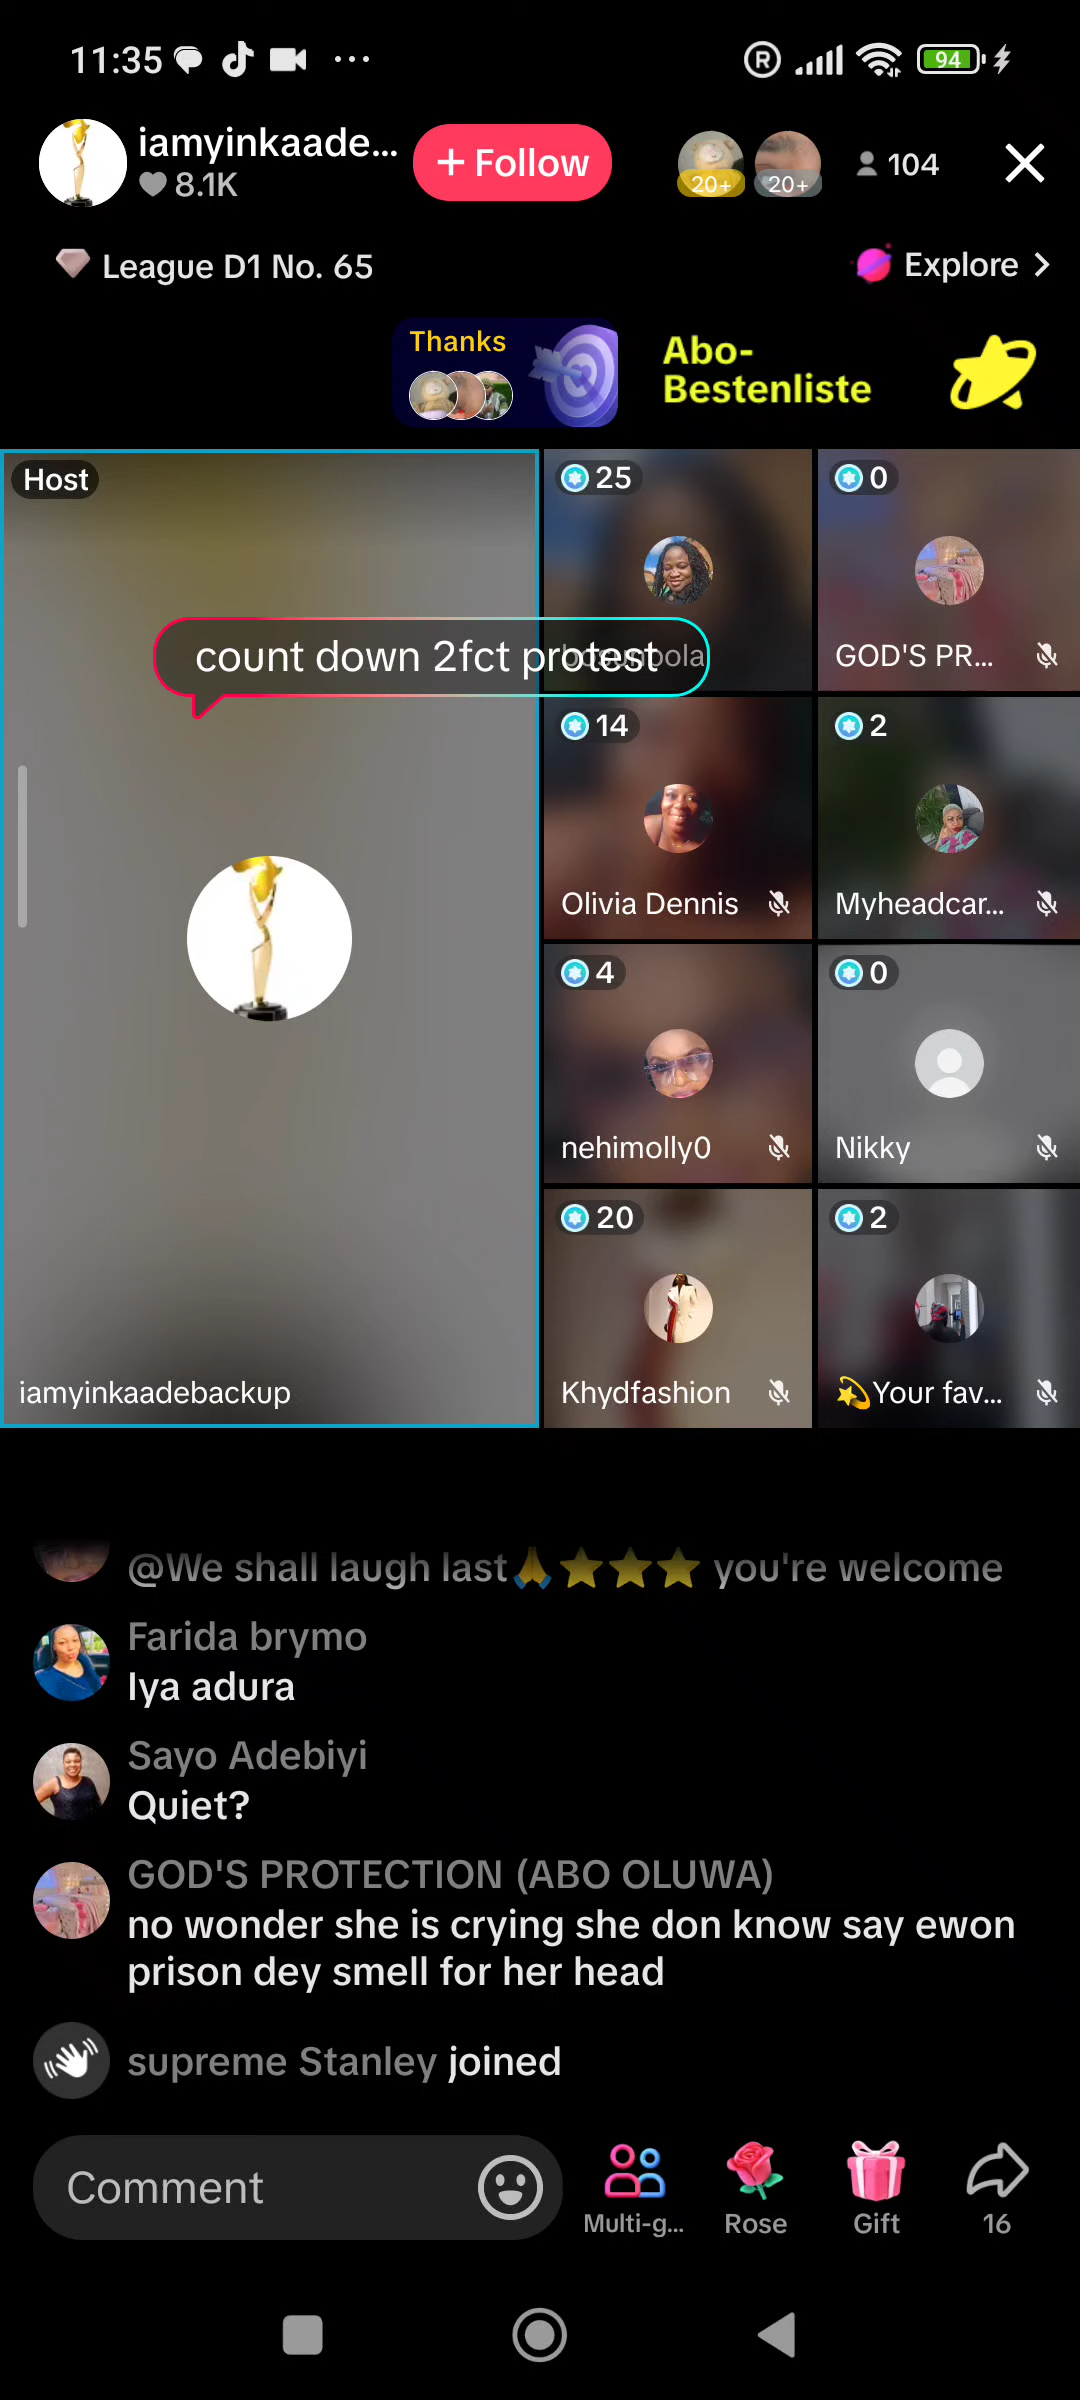 11:35
94
iamyinkaade...
8.1K
+ Follow
20+
20+
104
League D1 No. 65
Explore >
Thanks
Abo-
Bestenliste
Host
25
0
count down 2fct protest
GOD'S PR...
14
2
Olivia Dennis
Myheadcar...
4
0
nehimolly0
Nikky
20
2
iamyinkaadebackup
Khydfashion
💫Your fav...
@We shall laugh last🙏⭐⭐⭐ you're welcome
Farida brymo
Iya adura
Sayo Adebiyi
Quiet?
GOD'S PROTECTION (ABO OLUWA)
no wonder she is crying she don know say ewon
prison dey smell for her head
supreme Stanley joined
Comment
Multi-g...
Rose
Gift
16